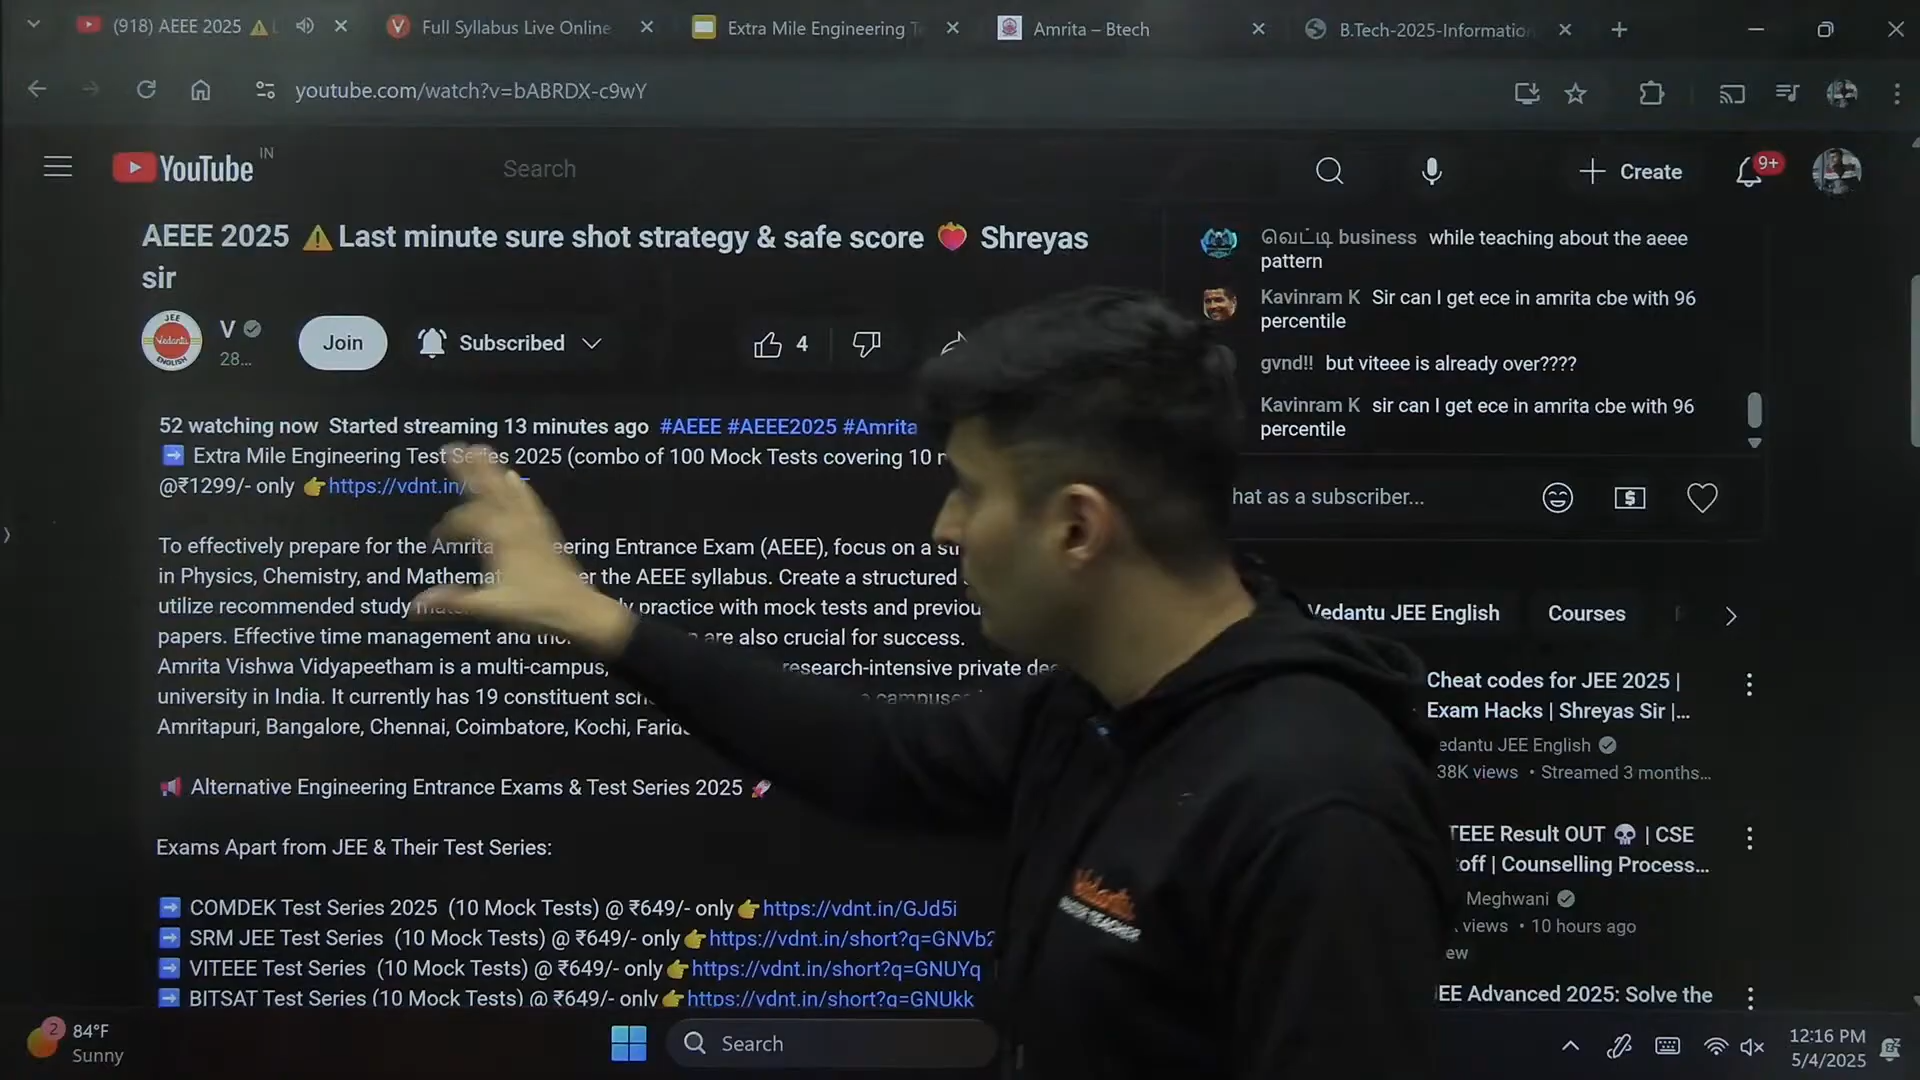 (918) AEEE 2025
Full Syllabus Live Online
Extra Mile Engineering
Amrita – Btech
B.Tech-2025-Information
youtube.com/watch?v=bABRDX-c9wY
YouTube
IN
Search
Create
9+
AEEE 2025 ⚠️Last minute sure shot strategy & safe score Shreyas
sir
JEE
Vedantu
ENGLISH
V
28...
Join
Subscribed
4
52 watching now Started streaming 13 minutes ago #AEEE #AEEE2025 #Amrita
➡️ Extra Mile Engineering Test Series 2025 (combo of 100 Mock Tests covering 10
@₹1299/- only 👉https://vdnt.in/
To effectively prepare for the Amrita Entrance Exam (AEEE), focus on a
in Physics, Chemistry, and the AEEE syllabus. Create a structured
utilize recommended study practice with mock tests and
papers. Effective time management and are also crucial for success.
Amrita Vishwa Vidyapeetham is a multi-campus, research-intensive private
university in India. It currently has 19 constituent
Amritapuri, Bangalore, Chennai, Coimbatore, Kochi,
📢 Alternative Engineering Entrance Exams & Test Series 2025 🚀
Exams Apart from JEE & Their Test Series:
➡️ COMDEK Test Series 2025 (10 Mock Tests) @ ₹649/- only👉https://vdnt.in/GJd5i
➡️ SRM JEE Test Series (10 Mock Tests) @ ₹649/- only👉https://vdnt.in/short?q=GNVb2
➡️ VITEEE Test Series (10 Mock Tests) @ ₹649/- only👉https://vdnt.in/short?q=GNUYq
➡️ BITSAT Test Series (10 Mock Tests) @ ₹649/- only👉https://vdnt.in/short?q=GNUkk
வெட்டி business while teaching about the aeee
pattern
Kavinram K Sir can I get ece in amrita cbe with 96
percentile
gvnd!! but viteee is already over????
Kavinram K sir can I get ece in amrita cbe with 96
percentile
hat as a subscriber...
Vedantu JEE English
Courses
Cheat codes for JEE 2025 |
Exam Hacks | Shreyas Sir |...
edantu JEE English
38K views • Streamed 3 months...
TEEE Result OUT 💀 | CSE
off | Counselling Process...
Meghwani
views • 10 hours ago
ew
EE Advanced 2025: Solve the
2
84°F
Sunny
Search
12:16 PM
5/4/2025